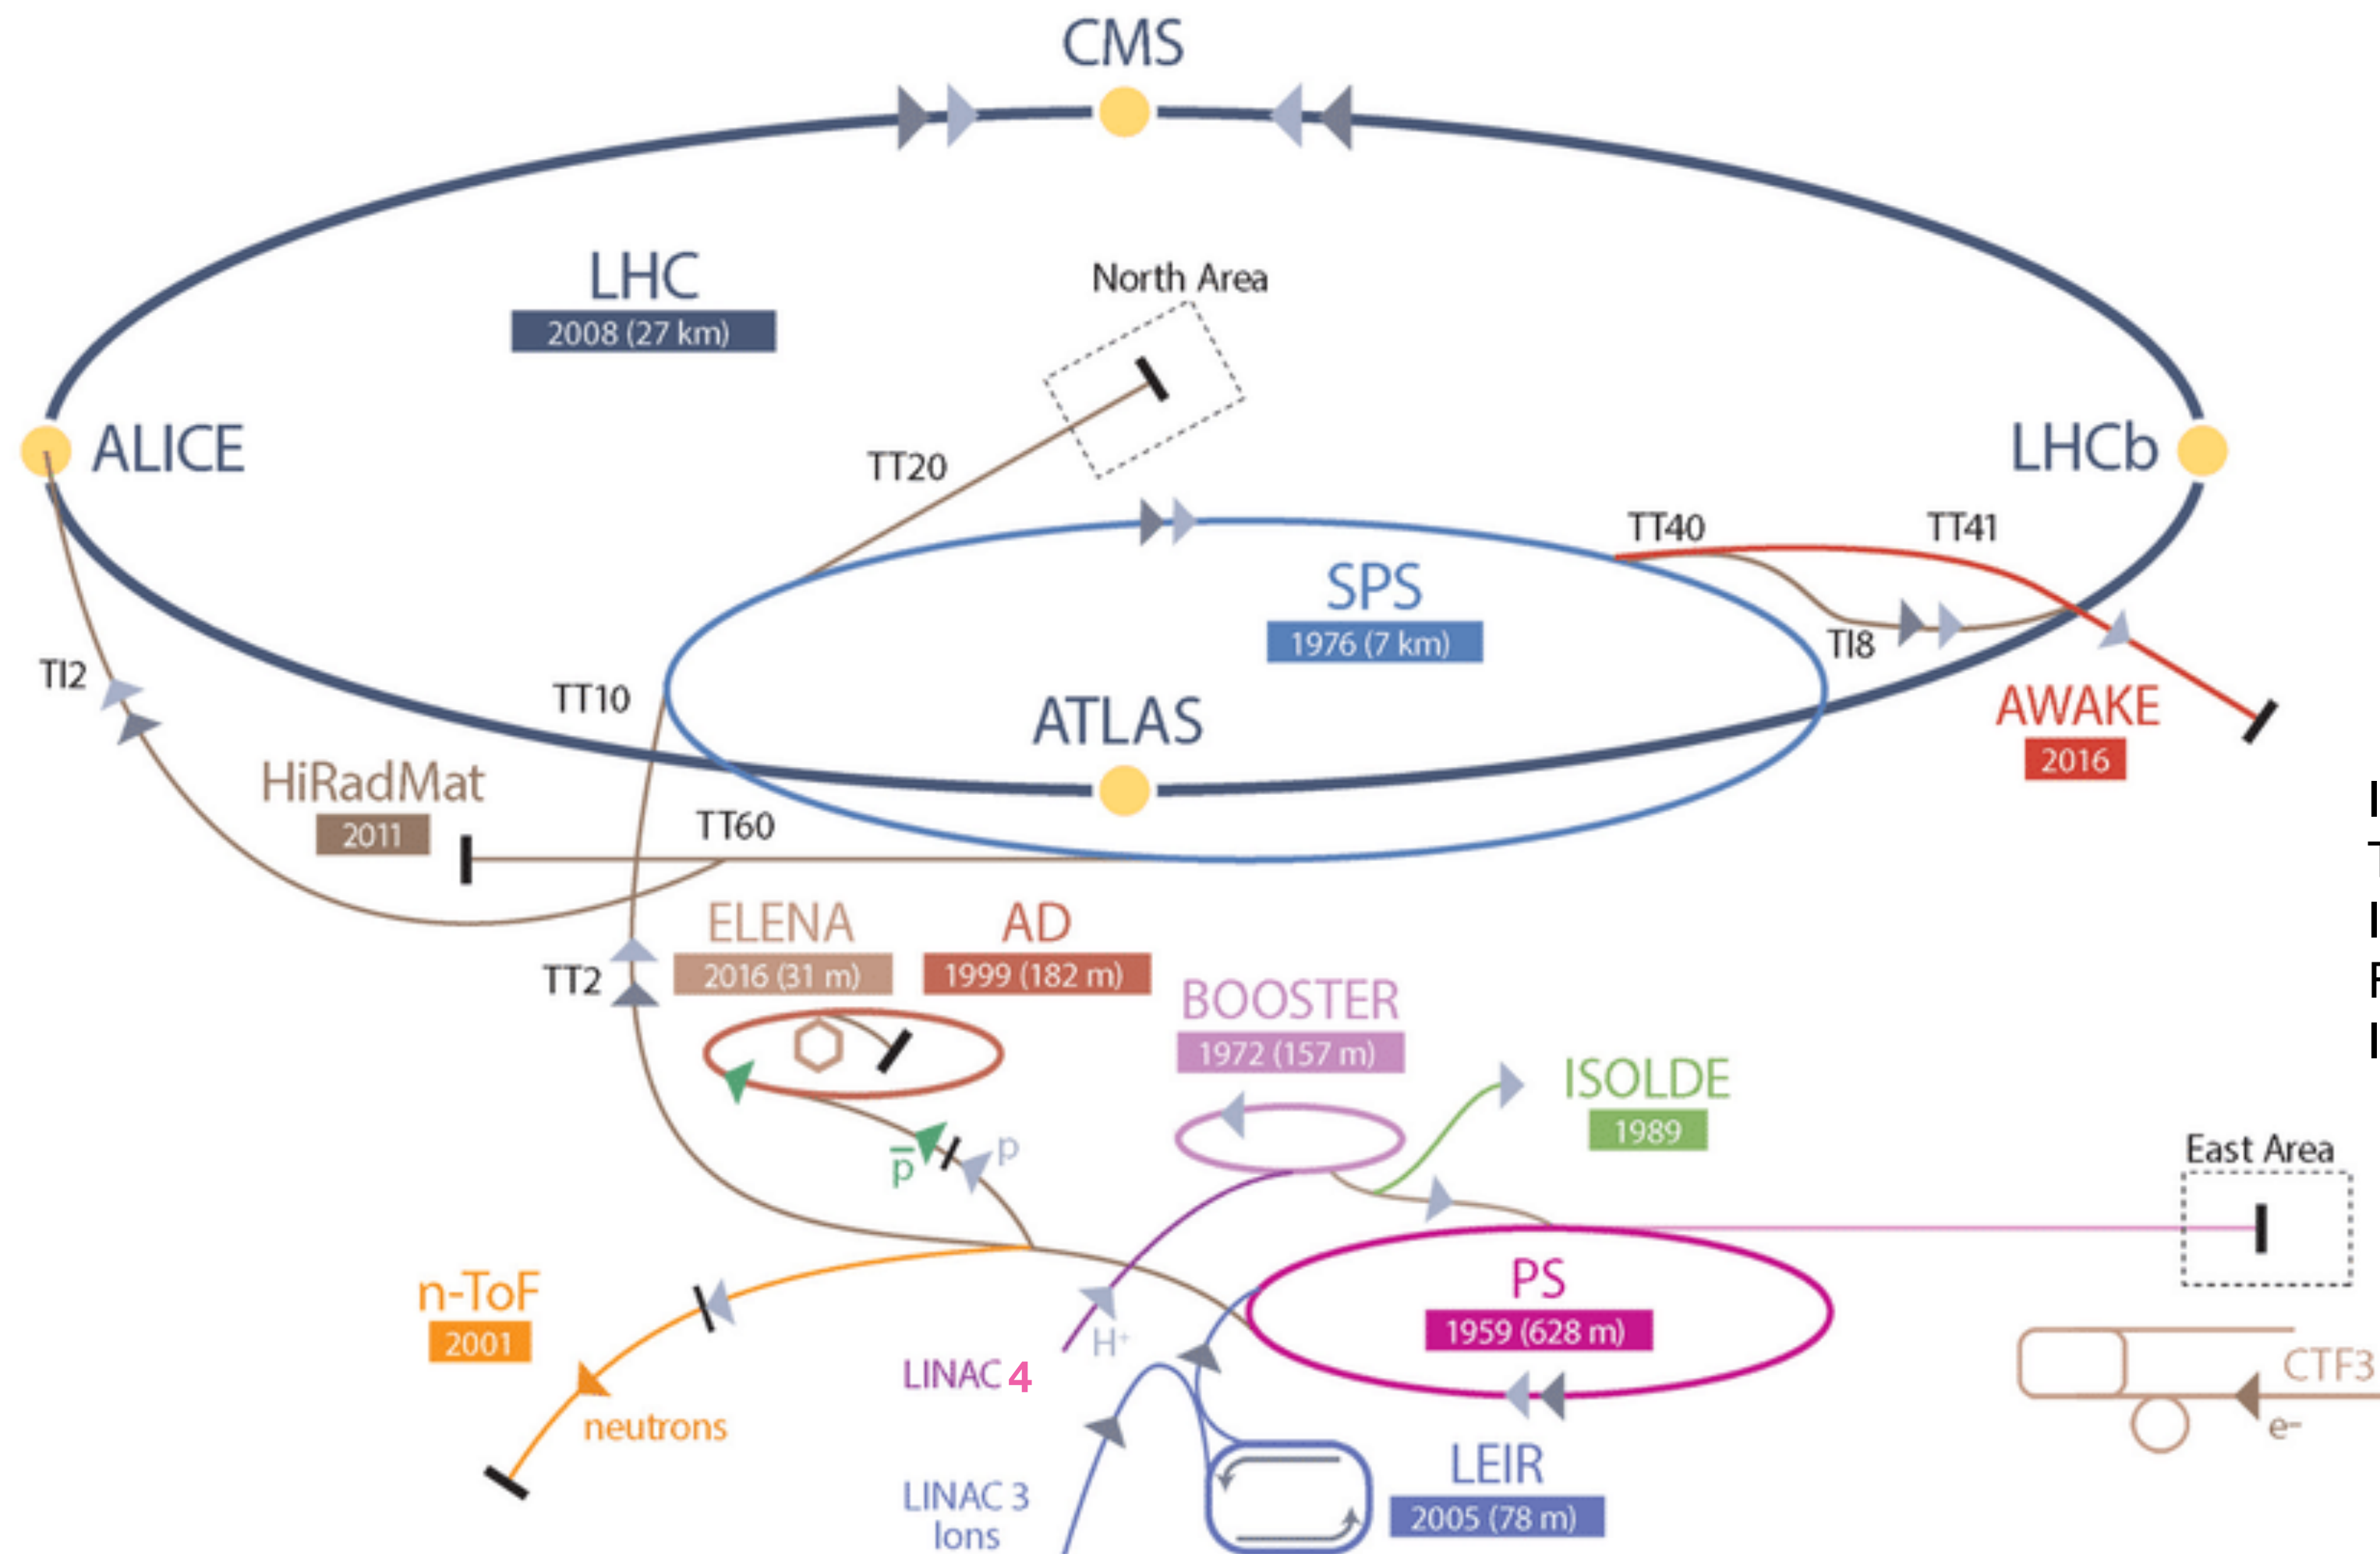 CMS
LHC
2008 (27 km)
North Area
ALICE
LHCb
TT20
TT40
TT41
SPS
1976 (7 km)
TI8
TI2
TT10
ATLAS
AWAKE
2016
HiRadMat
2011
TT60
ELENA
2016 (31 m)
AD
1999 (182 m)
TT2
BOOSTER
1972 (157 m)
ISOLDE
1989
p
p̅
East Area
n-ToF
2001
PS
1959 (628 m)
H⁺
LINAC 4
CTF3
e-
neutrons
LEIR
2005 (78 m)
LINAC 3
Ions